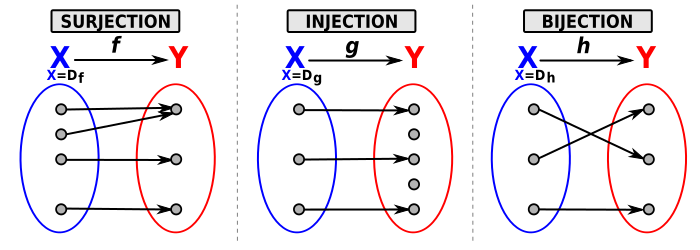 SURJECTION
f
X Y
X=Df
INJECTION
g
X Y
X=Dg
BIJECTION
h
X Y
X=Dh